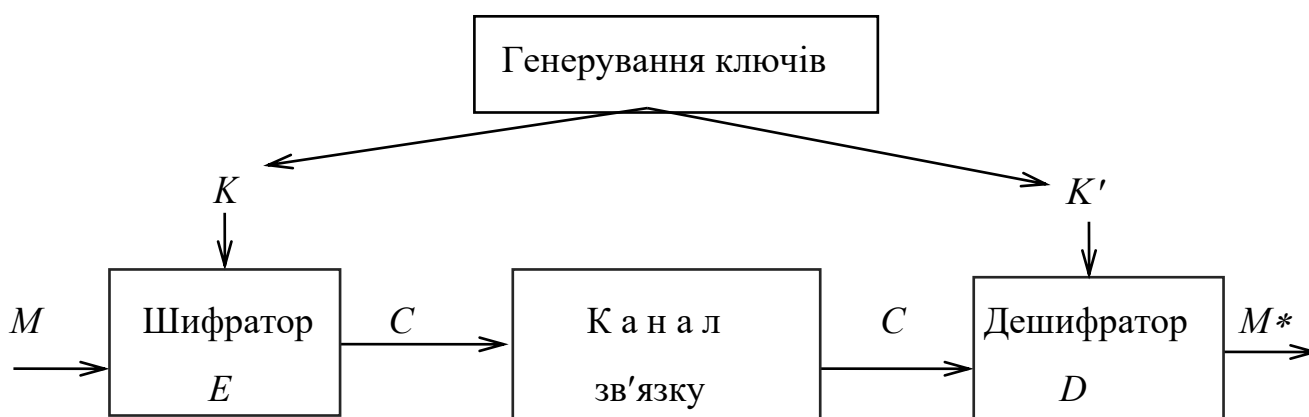 Генерування ключів
K
K′
M
Шифратор
E
C
К а н а л
зв′язку
C
Дешифратор
D
M*